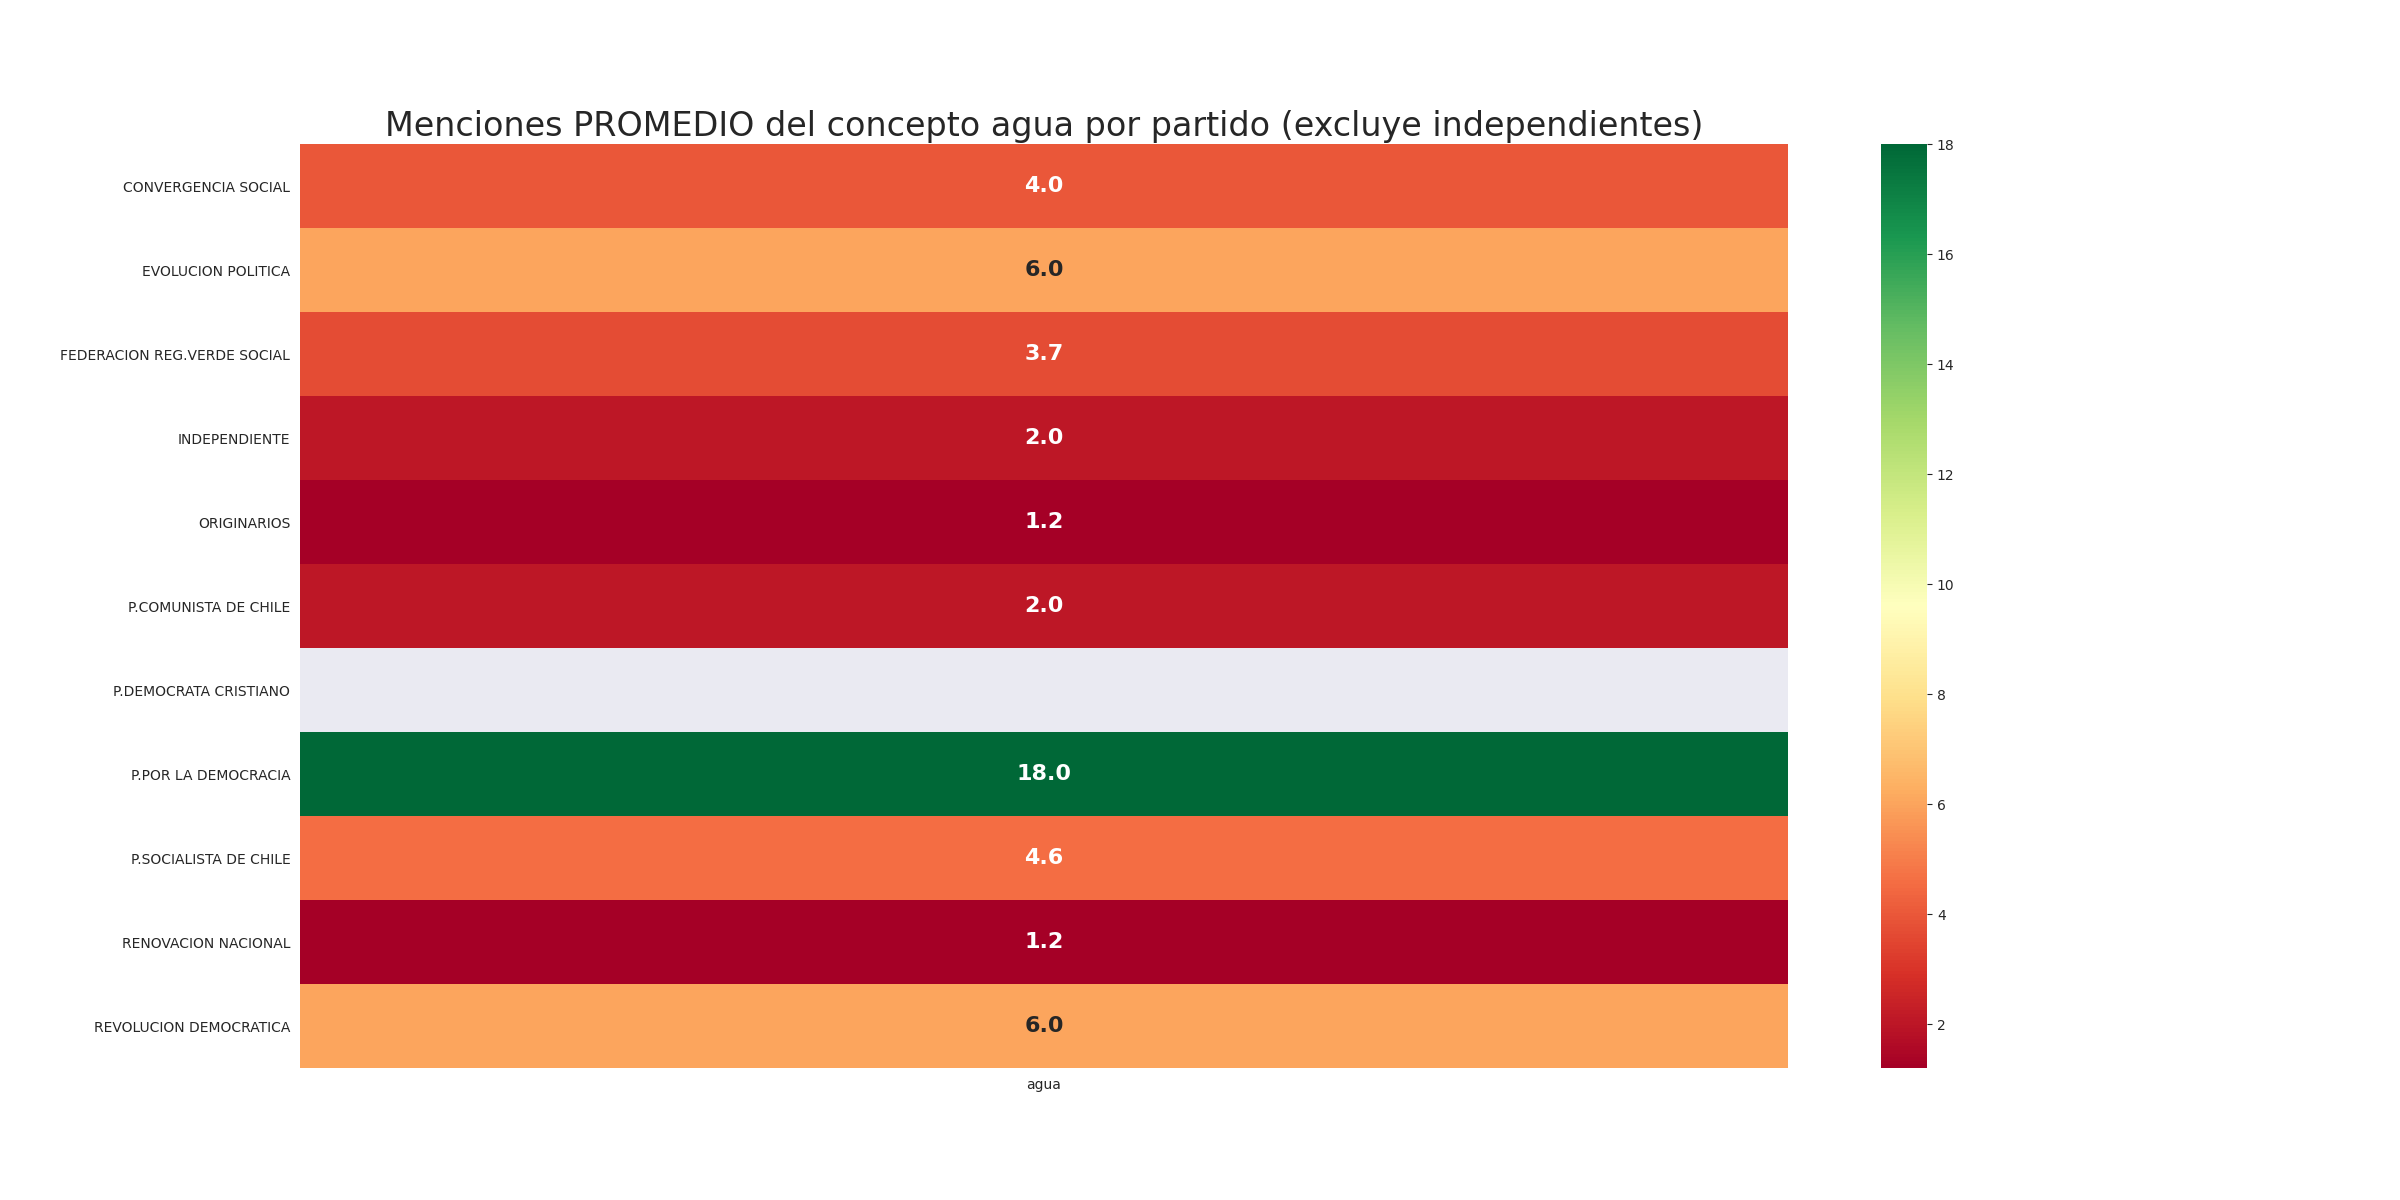 Menciones PROMEDIO del concepto agua por partido (excluye independientes)
CONVERGENCIA SOCIAL 4.0
EVOLUCION POLITICA 6.0
FEDERACION REG.VERDE SOCIAL 3.7
INDEPENDIENTE 2.0
ORIGINARIOS 1.2
P.COMUNISTA DE CHILE 2.0
P.DEMOCRATA CRISTIANO
P.POR LA DEMOCRACIA 18.0
P.SOCIALISTA DE CHILE 4.6
RENOVACION NACIONAL 1.2
REVOLUCION DEMOCRATICA 6.0
agua
18
16
14
12
10
8
6
4
2